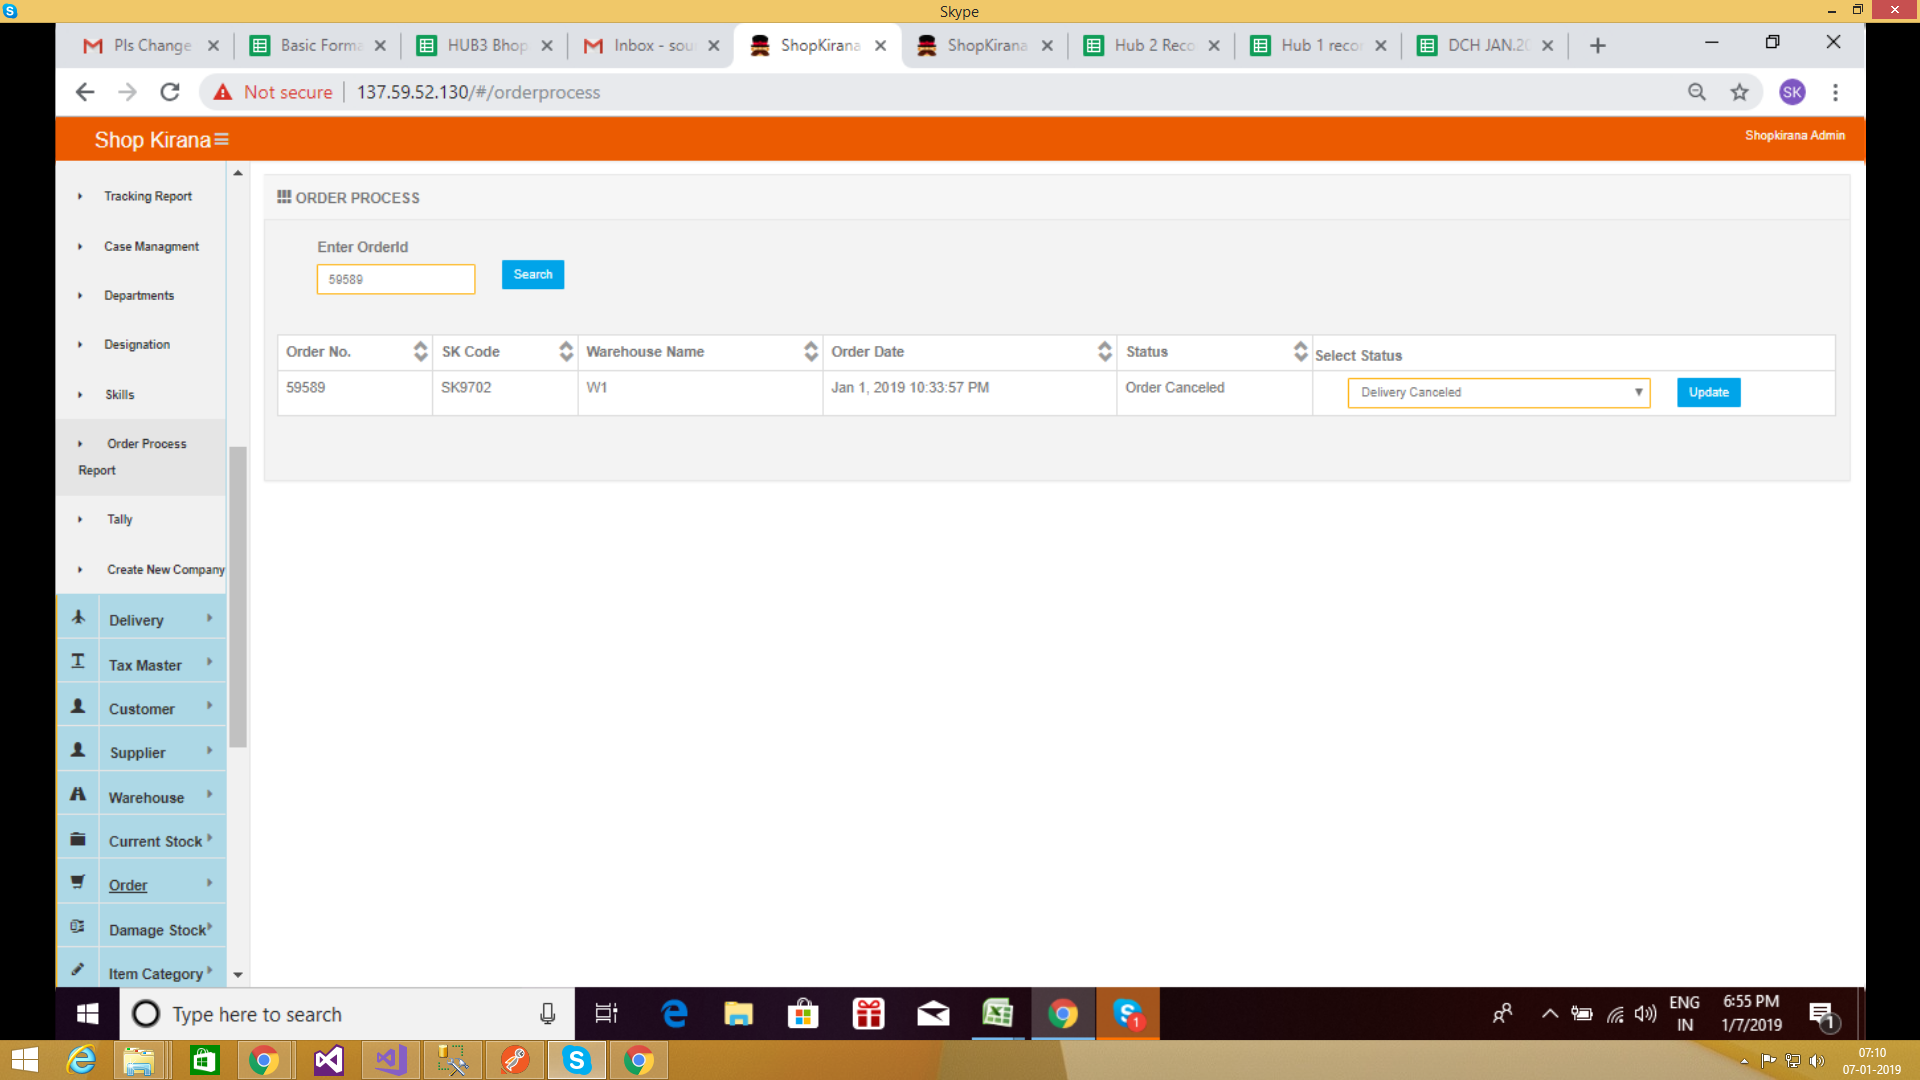 Skype
Pls Change
Basic Forma
HUB3 Bhop
Inbox - sou
ShopKirana
ShopKirana
Hub 2 Reco
Hub 1 recor
DCH JAN.20
Not secure
137.59.52.130/#/orderprocess
SK
Shop Kirana
Shopkirana Admin
Tracking Report
Case Managment
Departments
Designation
Skills
Order Process
Report
Tally
Create New Company
Delivery
Tax Master
Customer
Supplier
Warehouse
Current Stock
Order
Damage Stock
Item Category
ORDER PROCESS
Enter OrderId
59589
Search
Order No. SK Code Warehouse Name Order Date Status Select Status
59589 SK9702 W1 Jan 1, 2019 10:33:57 PM Order Canceled Delivery Canceled Update
Type here to search
1
ENG
IN
6:55 PM
1/7/2019
1
07:10
07-01-2019